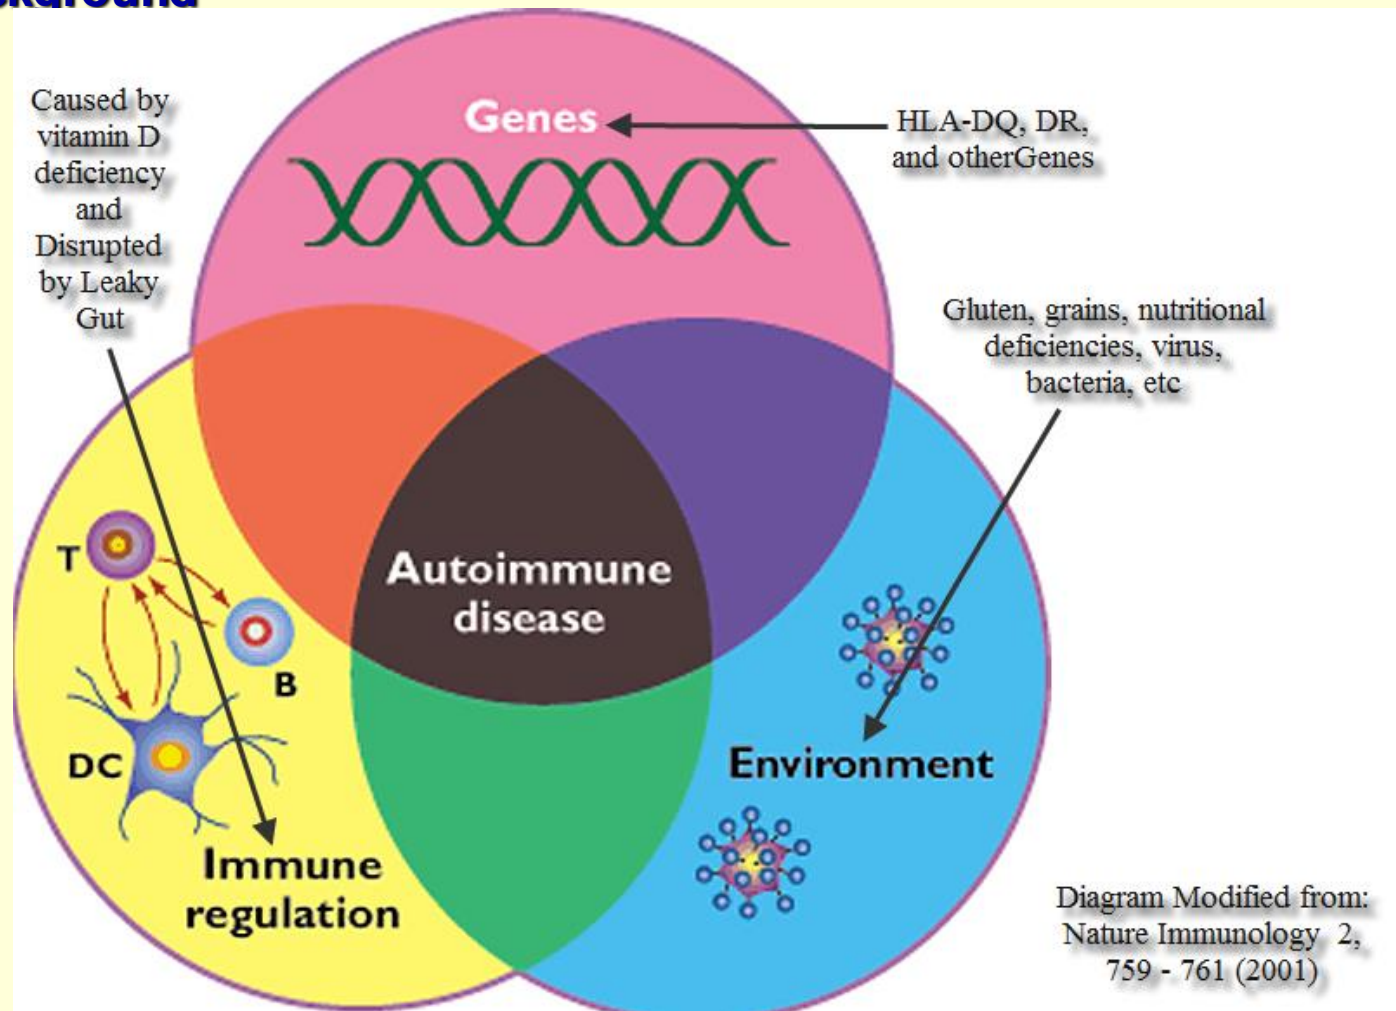 Genes
HLA-DQ, DR,
and otherGenes
Caused by
vitamin D
deficiency
and
Disrupted
by Leaky
Gut
Gluten, grains, nutritional
deficiencies, virus,
bacteria, etc
T
B
DC
Autoimmune
disease
Environment
Immune
regulation
Diagram Modified from:
Nature Immunology 2,
759 - 761 (2001)